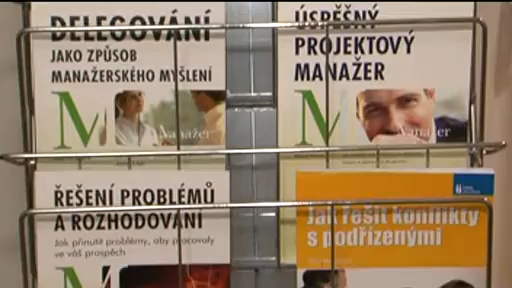 DELEGOVÁNÍ
JAKO ZPŮSOB
MANAŽERSKÉHO MYŠLENÍ
M
Manažer
ÚSPĚŠNÝ
PROJEKTOVÝ
MANAŽER
M
Manažer
ŘEŠENÍ PROBLÉMŮ
A ROZHODOVÁNÍ
Jak přinutit problémy, aby pracovaly
ve váš prospěch
M
Jak řešit konflikty
s podřízenými